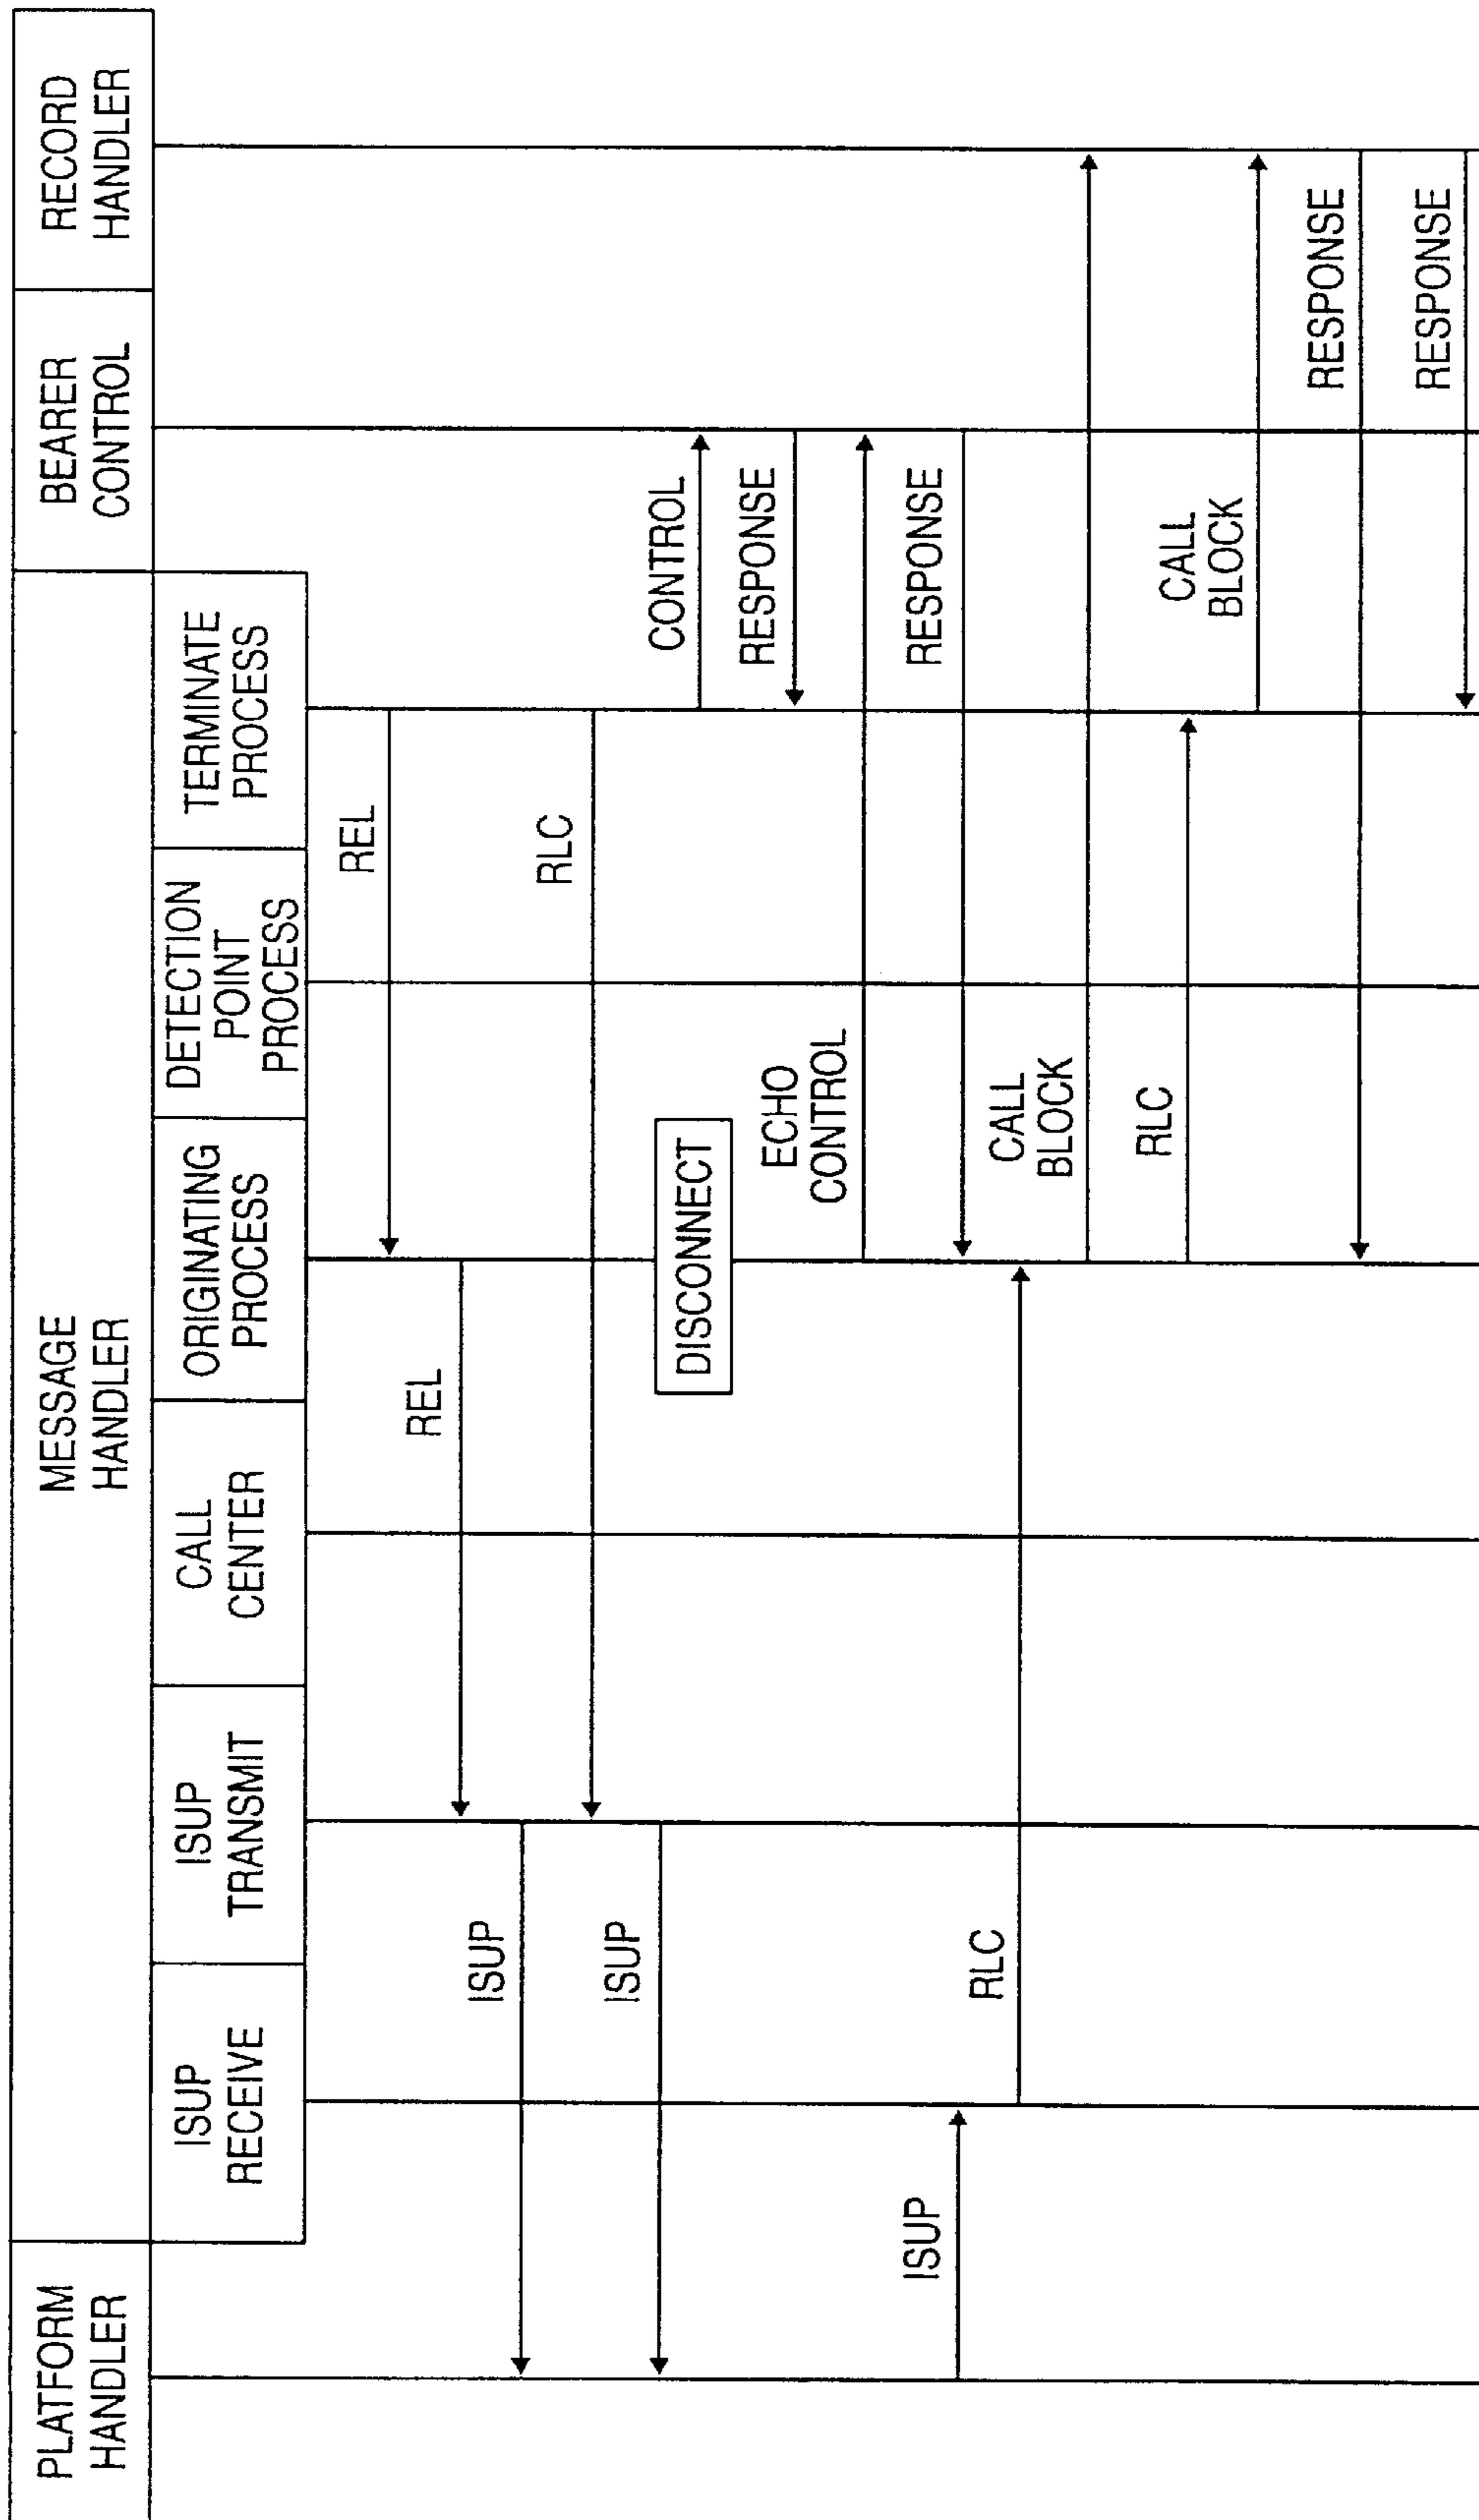 PLATFORM
HANDLER
MESSAGE
HANDLER
BEARER
CONTROL
RECORD
HANDLER
ISUP
RECEIVE
ISUP
TRANSMIT
CALL
CENTER
ORIGINATING
PROCESS
DETECTION
POINT
PROCESS
TERMINATE
PROCESS
REL
REL
ISUP
RLC
ISUP
DISCONNECT
CONTROL
RESPONSE
ECHO
CONTROL
ISUP
RESPONSE
RLC
CALL
BLOCK
RLC
CALL
BLOCK
RESPONSE
RESPONSE